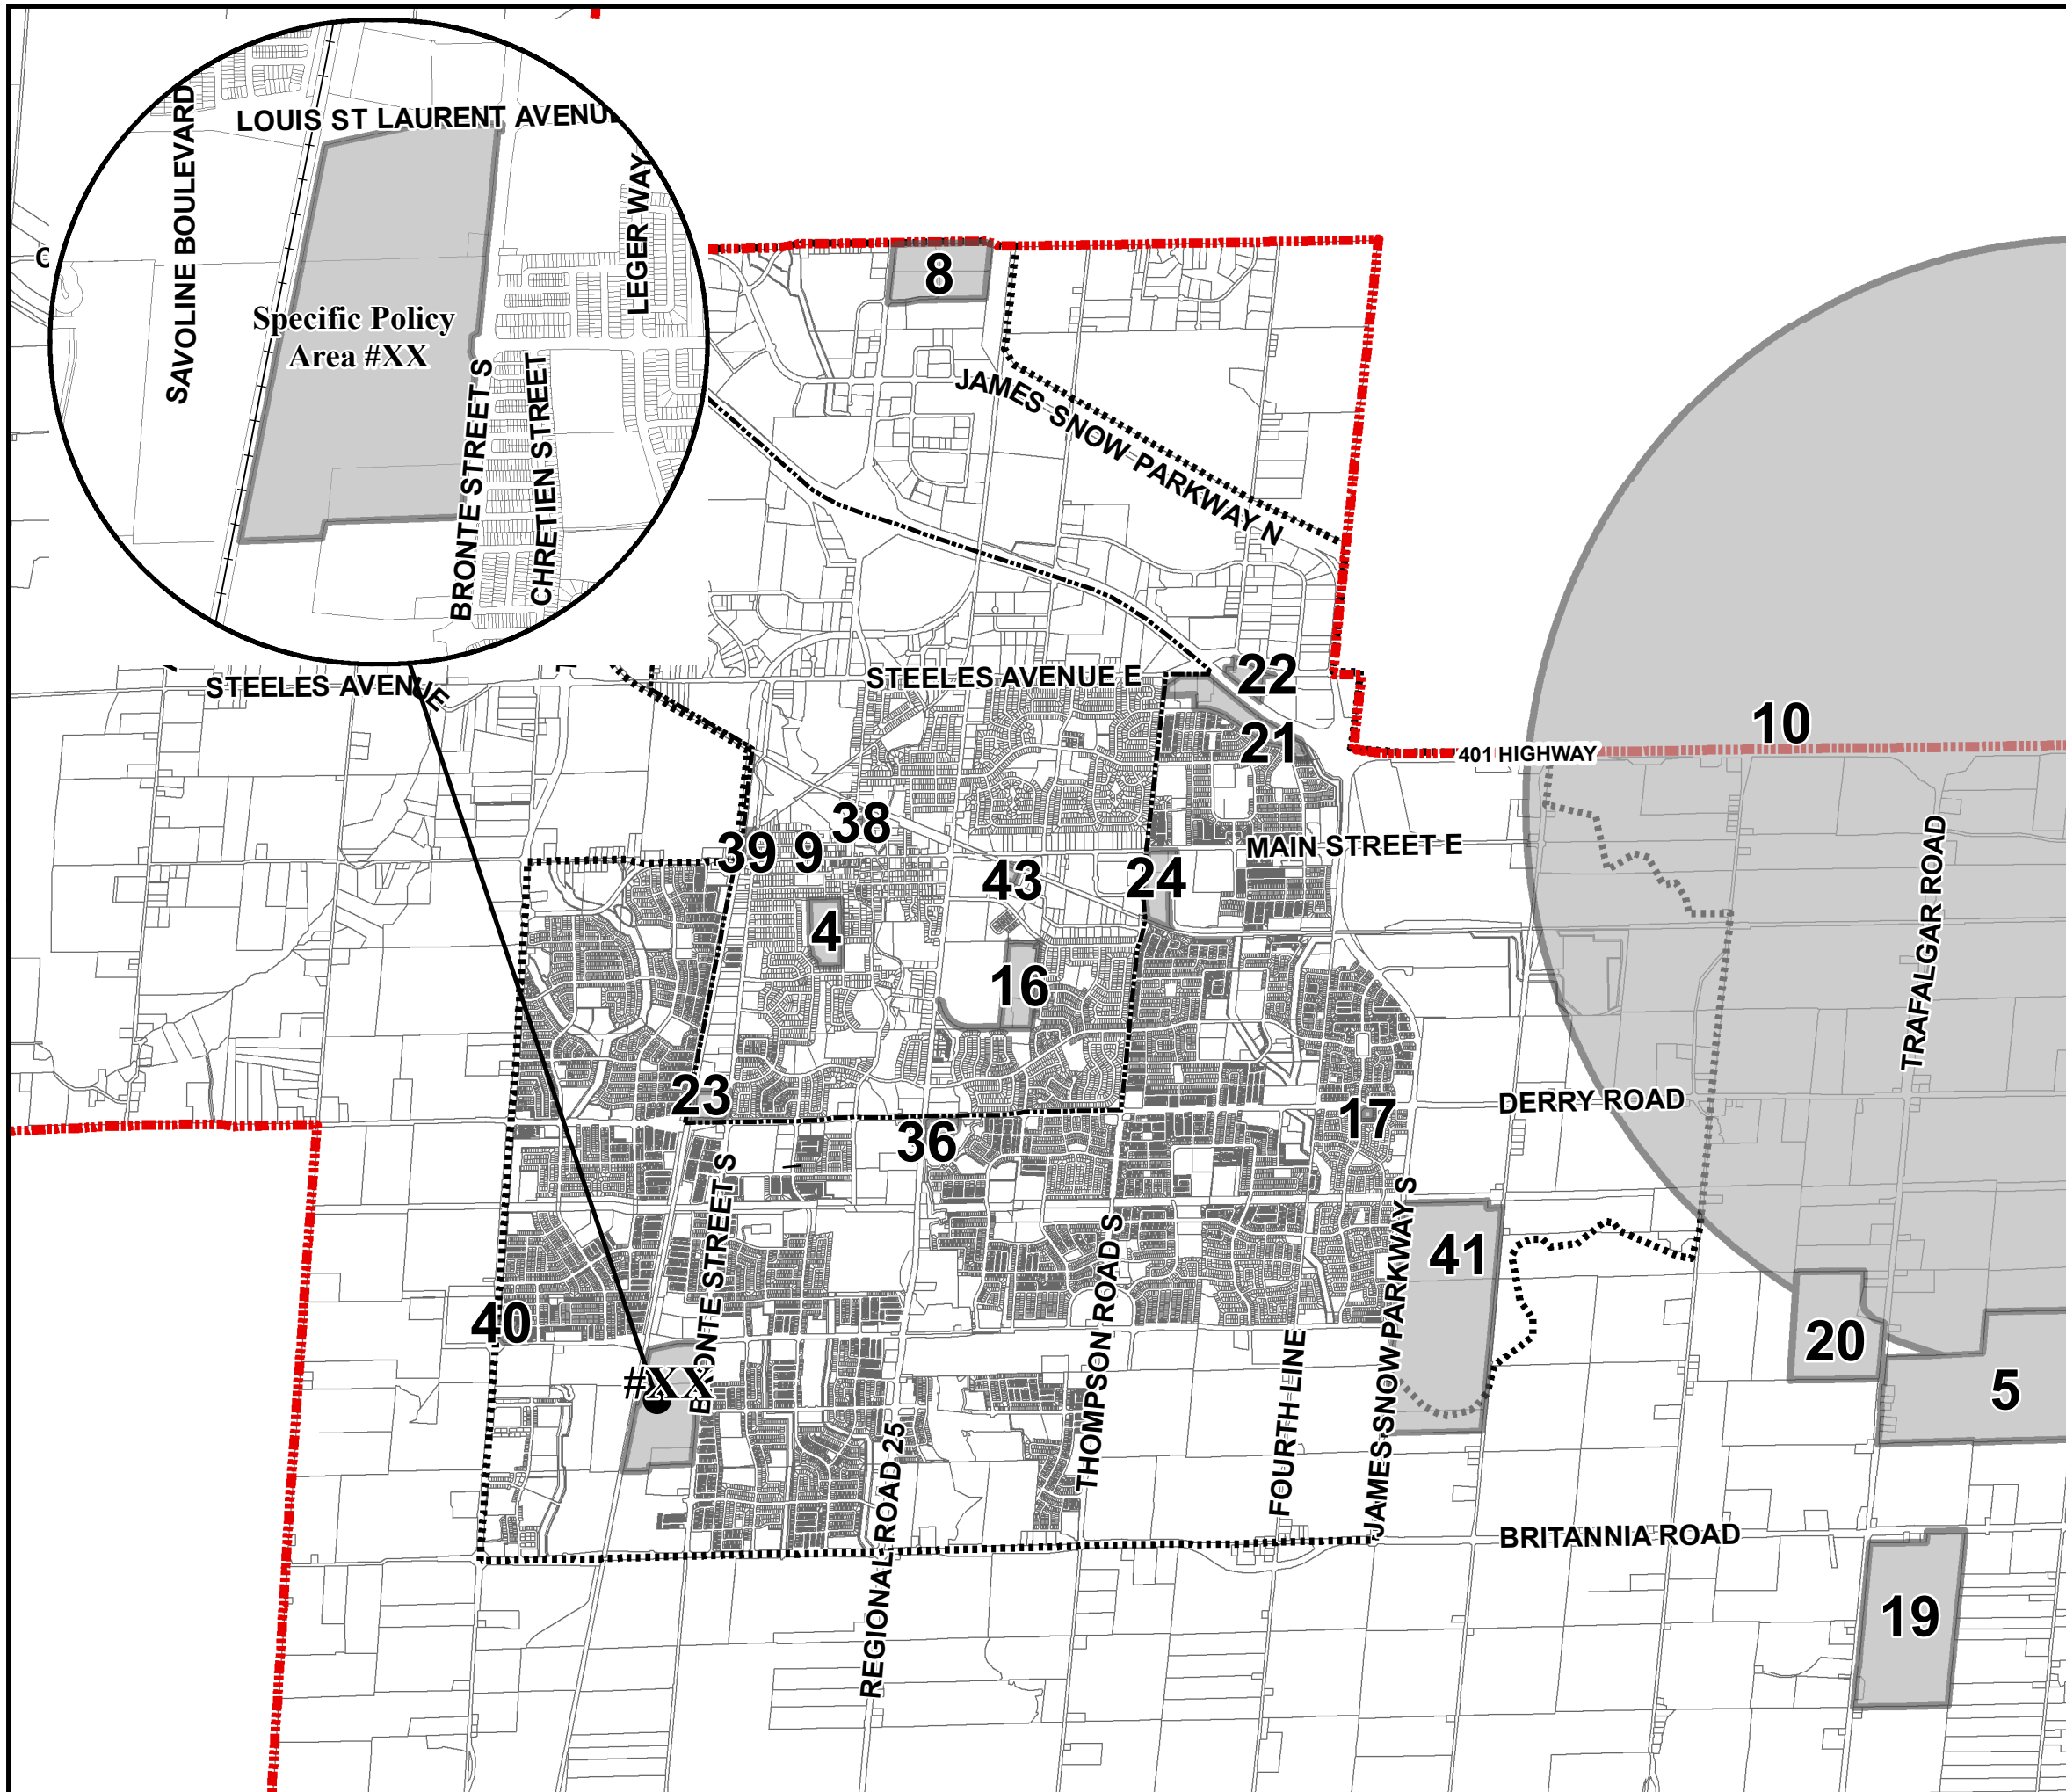 LOUIS ST LAURENT AVENU
SAVOLINE BOULEVARD
LEGER WAY
Specific Policy
Area #XX
BRONTE STREET S
CHRETIEN STREET
8
JAMES SNOW PARKWAY N
STEELES AVENUE
STEELES AVENUE E
22
21
10
401 HIGHWAY
38
39
9
MAIN STREET E
43
24
4
16
TRAFALGAR ROAD
23
DERRY ROAD
17
36
BRONTE STREET S
THOMPSON ROAD S
JAMES SNOW PARKWAY S
41
40
#XX
FOURTH LINE
20
5
REGIONAL ROAD 25
BRITANNIA ROAD
19